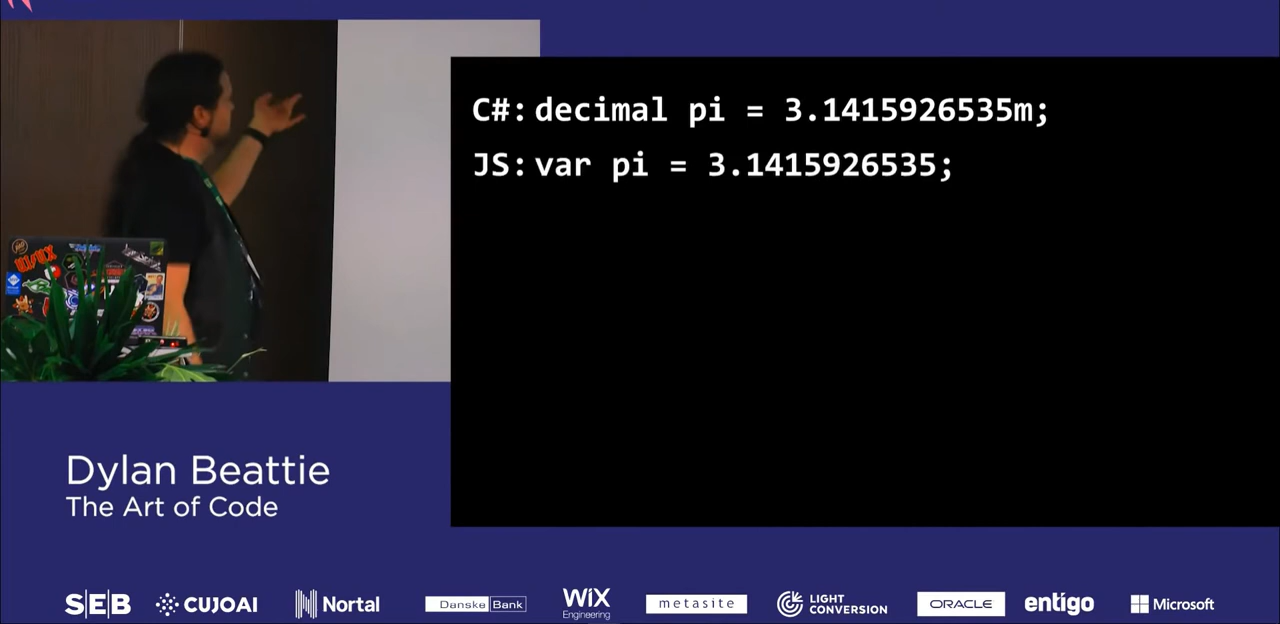 C#: decimal pi = 3.1415926535m;
JS: var pi = 3.1415926535;
Dylan Beattie
The Art of Code
SEB
CUJOAI
Nortal
Danske Bank
WiX
Engineering
metasite
LIGHT
CONVERSION
ORACLE
entigo
Microsoft